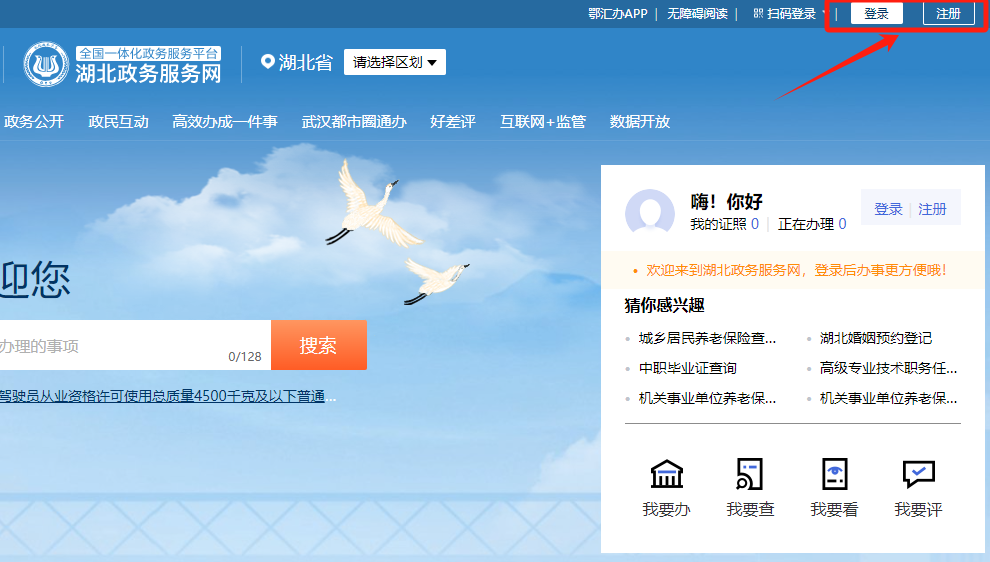 鄂汇办APP | 无障碍阅读 | 扫码登录 | 登录 注册
全国一体化政务服务平台
湖北政务服务网
湖北省 请选择区划
政务公开 政民互动 高效办成一件事 武汉都市圈通办 好差评 互联网+监管 数据开放
迎您
办理的事项 0/128 搜索
驾驶员从业资格许可使用总质量4500千克及以下普通...
嗨！你好
我的证照 0 | 正在办理 0
登录 | 注册
• 欢迎来到湖北政务服务网，登录后办事更方便哦！
猜你感兴趣
• 城乡居民养老保险查... • 湖北婚姻预约登记
• 中职毕业证查询 • 高级专业技术职务任...
• 机关事业单位养老保... • 机关事业单位养老保...
我要办 我要查 我要看 我要评